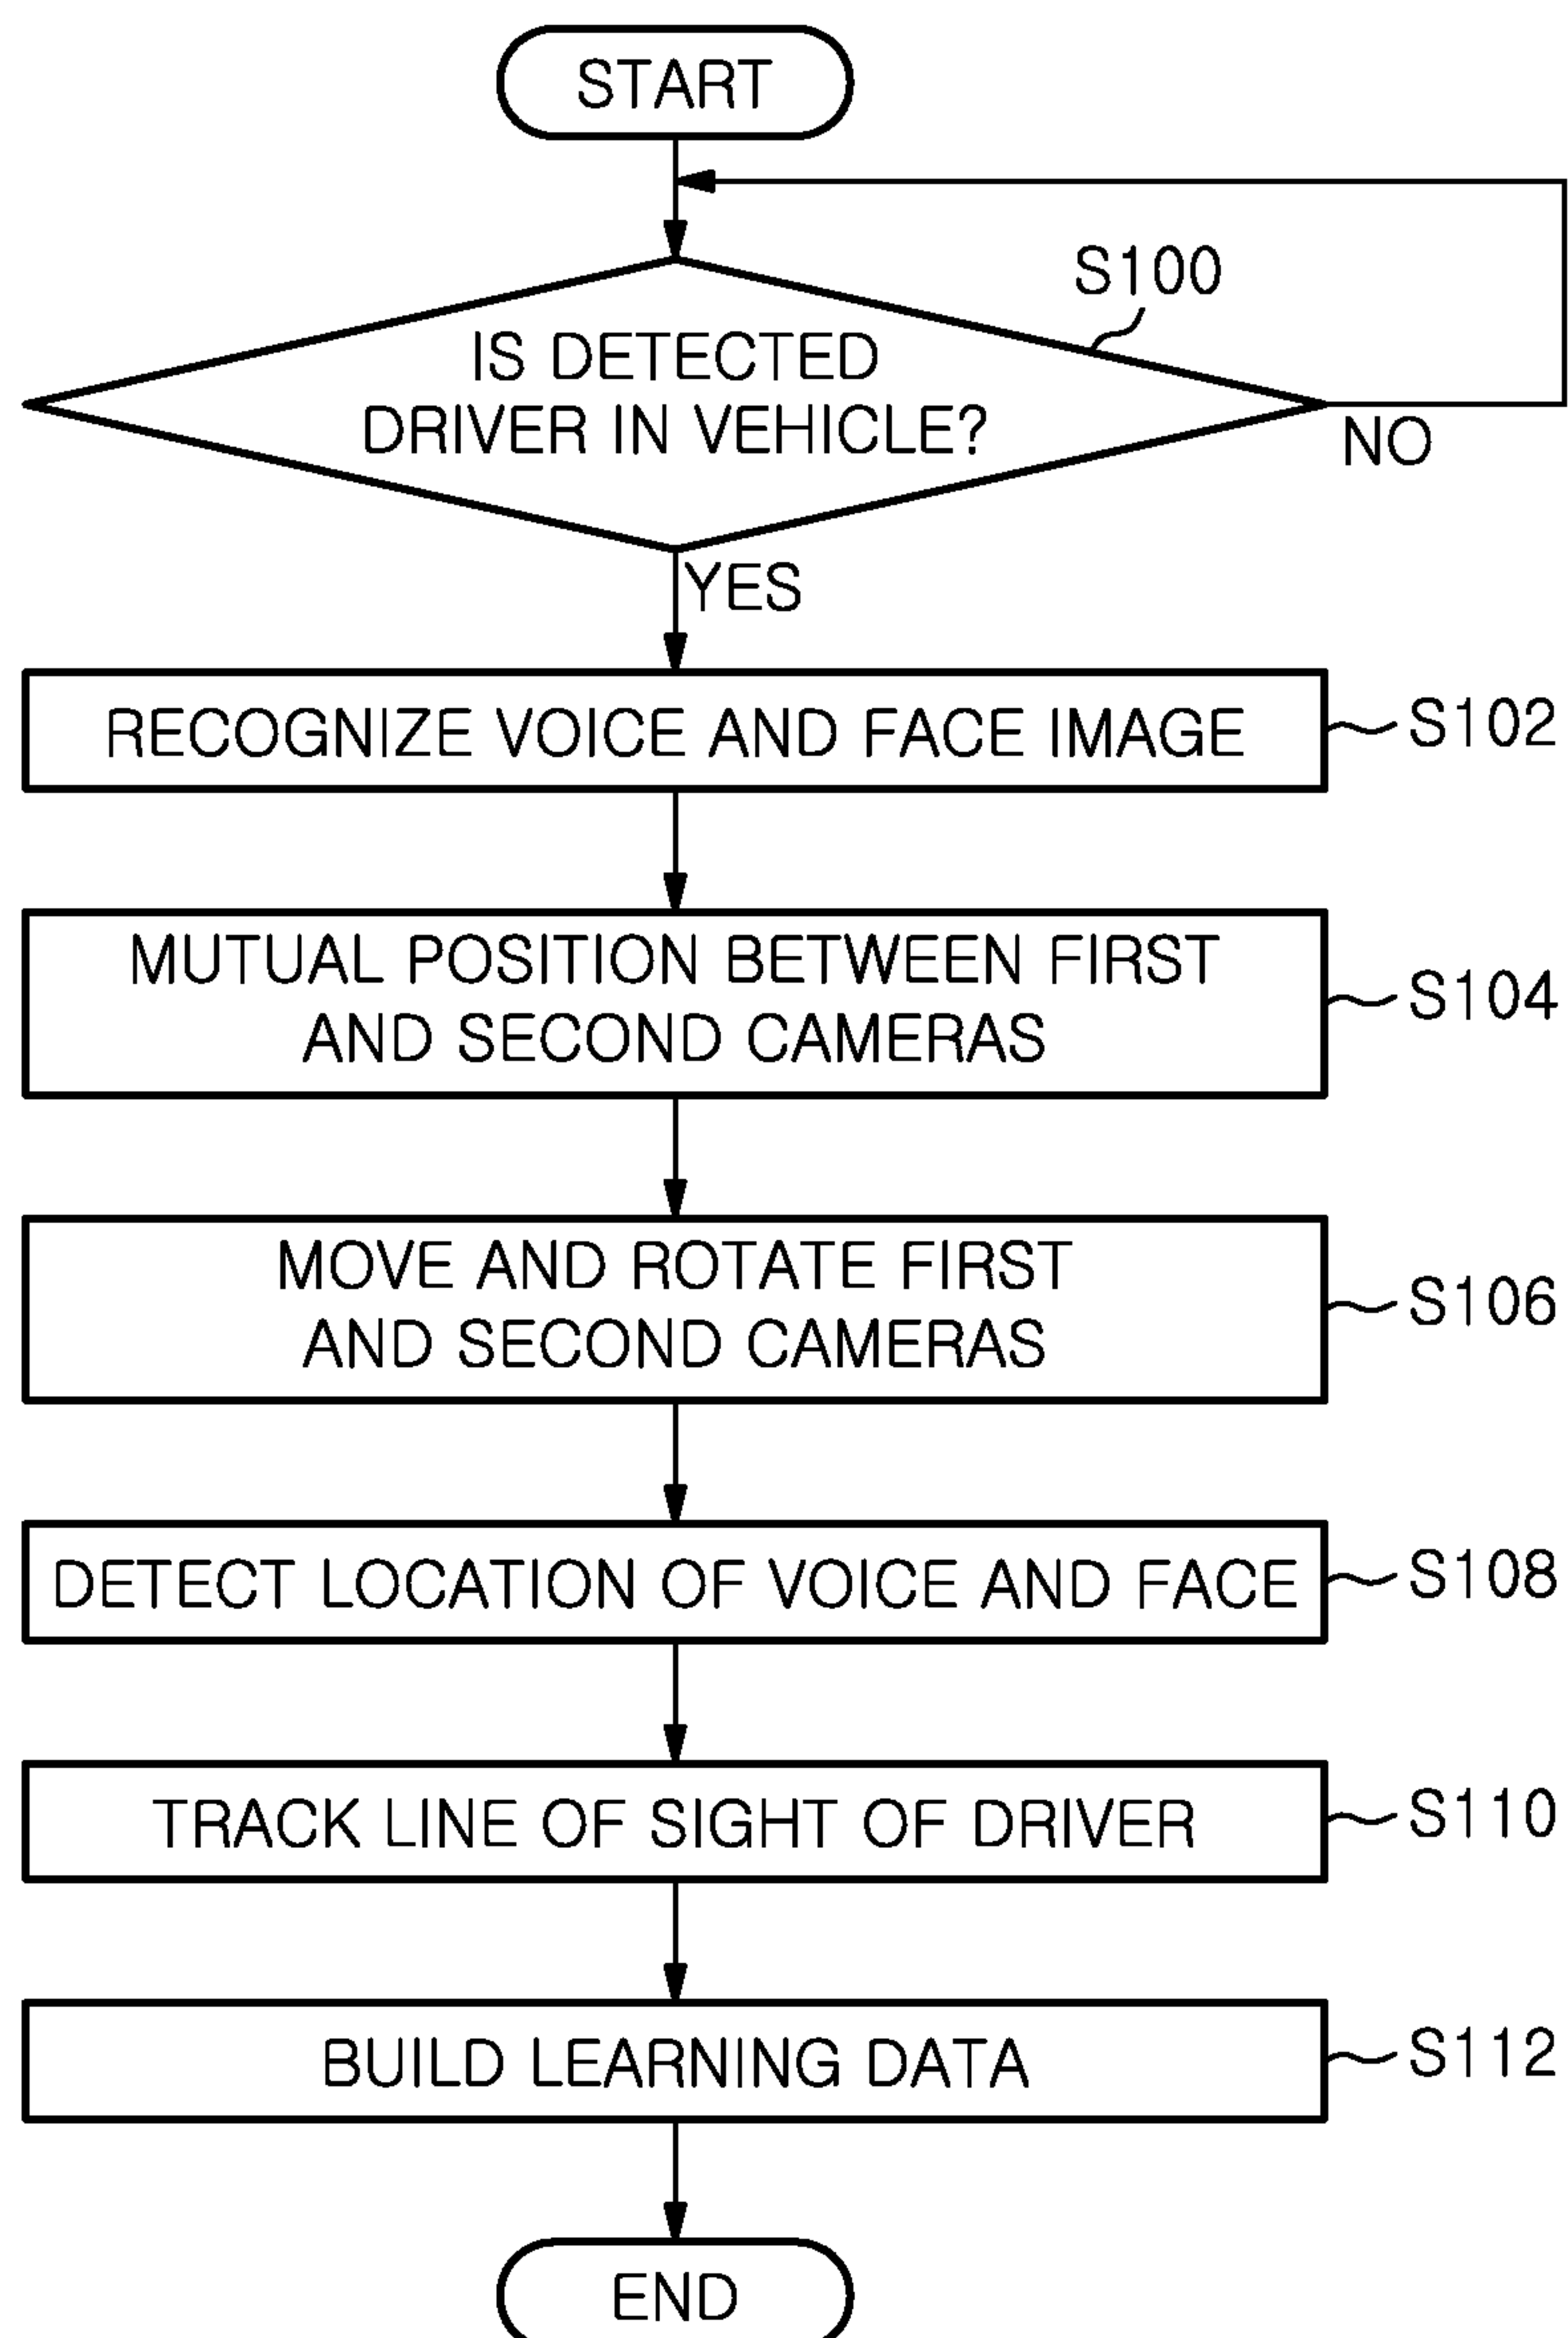 START
S100
IS DETECTED
DRIVER IN VEHICLE?
NO
YES
RECOGNIZE VOICE AND FACE IMAGE
S102
MUTUAL POSITION BETWEEN FIRST
AND SECOND CAMERAS
S104
MOVE AND ROTATE FIRST
AND SECOND CAMERAS
S106
DETECT LOCATION OF VOICE AND FACE
S108
TRACK LINE OF SIGHT OF DRIVER
S110
BUILD LEARNING DATA
S112
END